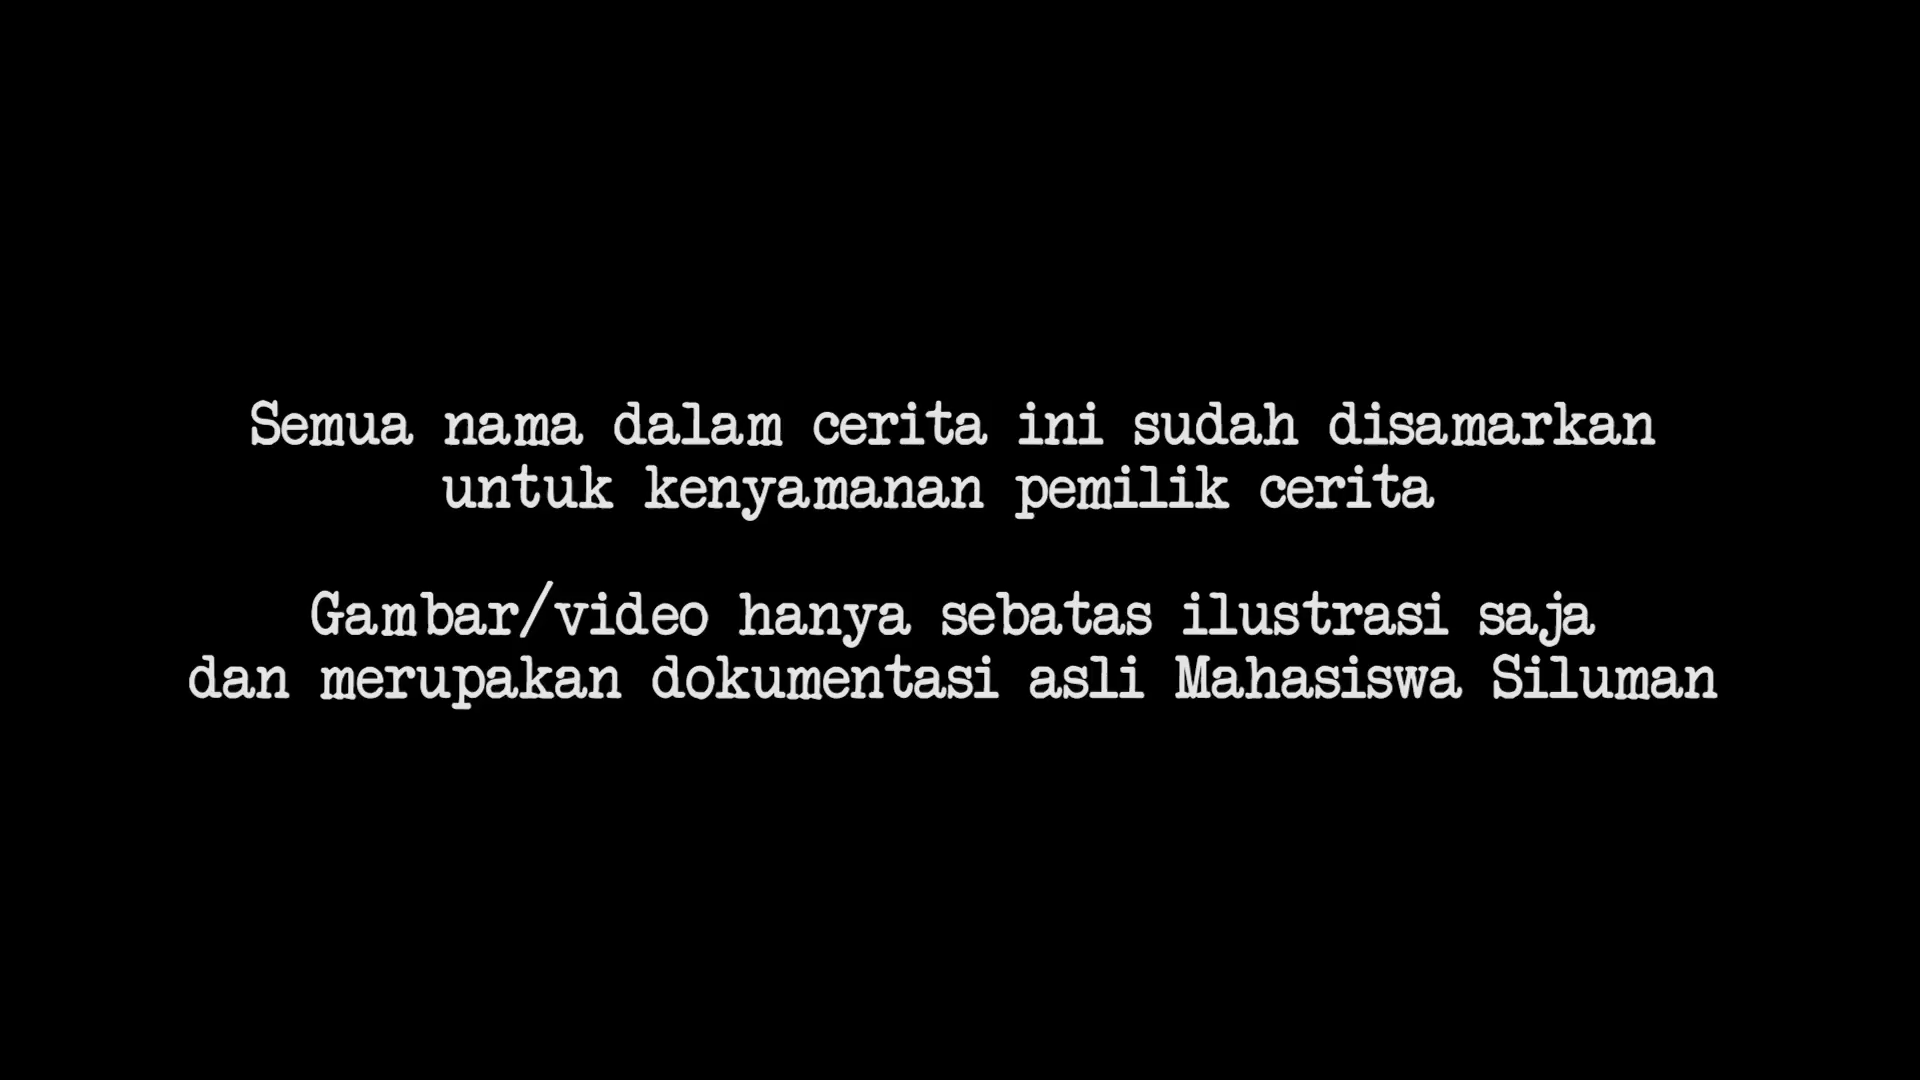 Semua nama dalam cerita ini sudah disamarkan
untuk kenyamanan pemilik cerita
Gambar/video hanya sebatas ilustrasi saja
dan merupakan dokumentasi asli Mahasiswa Siluman